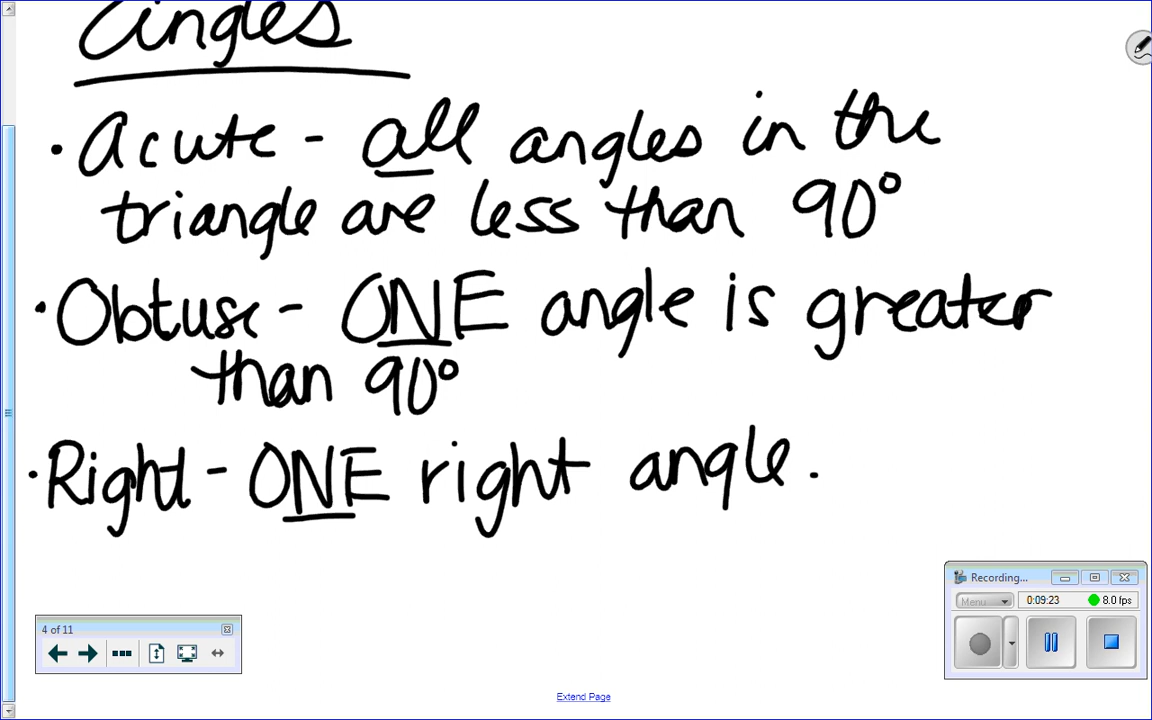 Angles
· Acute - all angles in the
triangle are less than 90°
· Obtuse - ONE angle is greater
than 90°
· Right - ONE right angle.
Recording...
Menu
0:09:23
8.0 fps
4 of 11
Extend Page